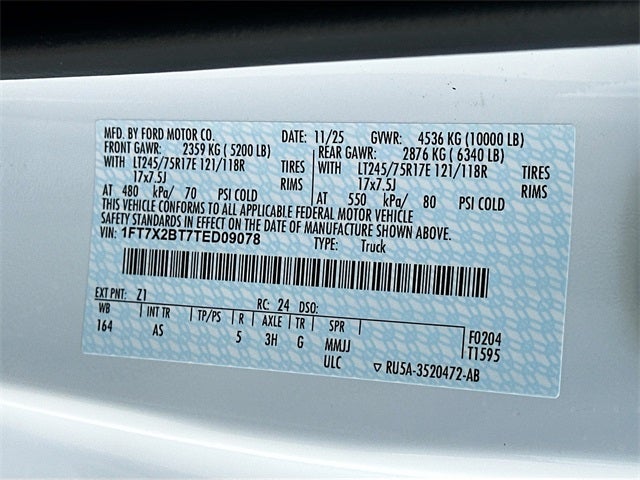 MFD. BY FORD MOTOR CO. DATE: 11/25 GVWR: 4536 KG (10000 LB)
FRONT GAWR: 2359 KG ( 5200 LB) REAR GAWR: 2876 KG ( 6340 LB)
WITH LT245/75R17E 121/118R TIRES WITH LT245/75R17E 121/118R TIRES
17x7.5J RIMS 17x7.5J RIMS
AT 480 kPa/ 70 PSI COLD AT 550 kPa/ 80 PSI COLD
THIS VEHICLE CONFORMS TO ALL APPLICABLE FEDERAL MOTOR VEHICLE
SAFETY STANDARDS IN EFFECT ON THE DATE OF MANUFACTURE SHOWN ABOVE.
VIN: 1FT7X2BT7TED09078 TYPE: Truck
EXT PNT: Z1 RC: 24 DSO:
WB INT TR TP/PS R AXLE TR SPR F0204
164 AS 5 3H G MMJJ T1595
ULC ▽ RU5A-3520472-AB